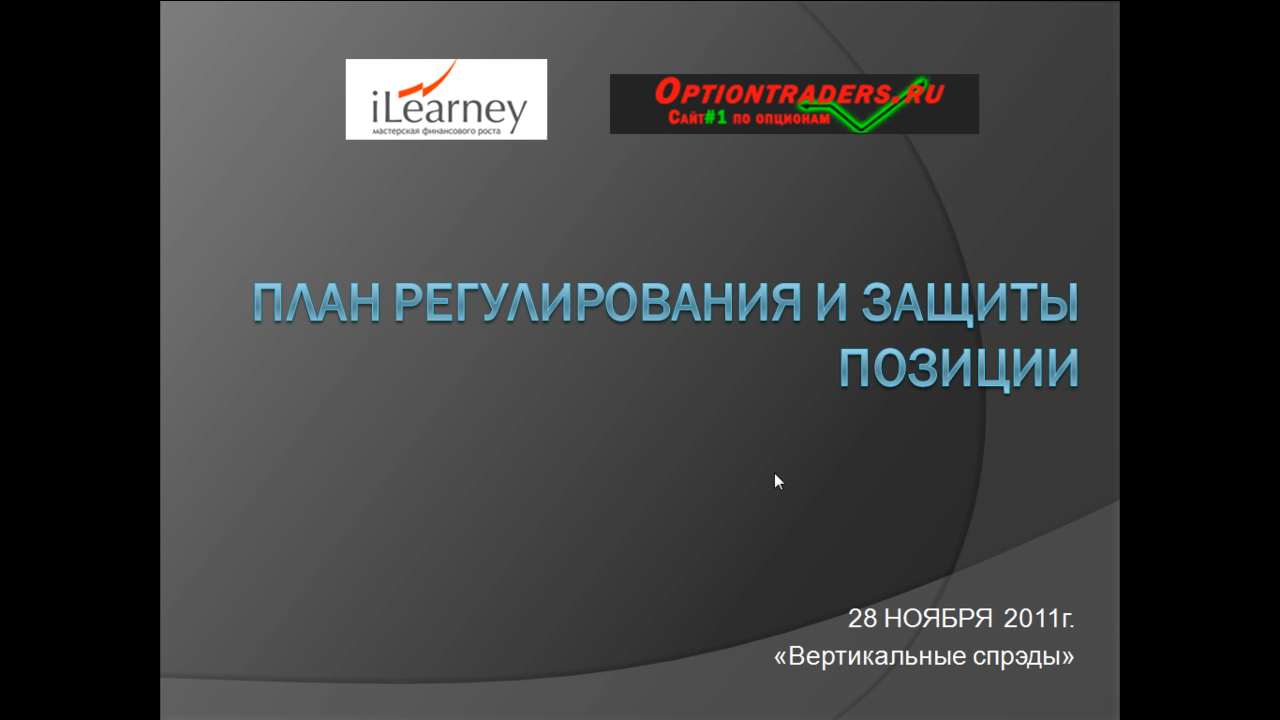 iLearney
мастерская финансового роста
OPTIONTRADERS.RU
САЙТ#1 ПО ОПЦИОНАМ
ПЛАН РЕГУЛИРОВАНИЯ И ЗАЩИТЫ
ПОЗИЦИИ
28 НОЯБРЯ 2011г.
«Вертикальные спрэды»